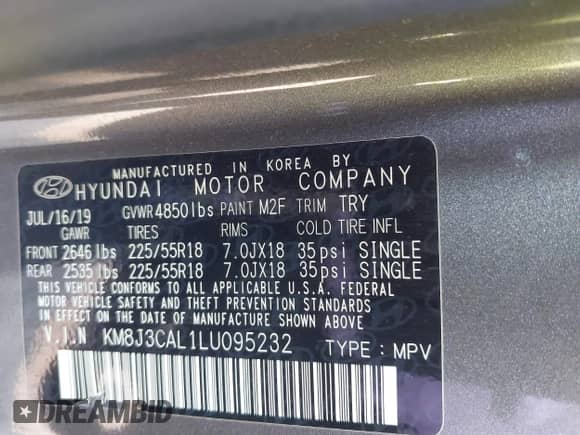 MANUFACTURED IN KOREA BY
HYUNDAI MOTOR COMPANY
JUL/16/19 GVWR 4850lbs PAINT M2F TRIM TRY
GAWR TIRES RIMS COLD TIRE INFL
FRONT 2646 lbs 225/55R18 7.0JX18 35psi SINGLE
REAR 2535 lbs 225/55R18 7.0JX18 35psi SINGLE
THIS VEHICLE CONFORMS TO ALL APPLICABLE U.S.A. FEDERAL
MOTOR VEHICLE SAFETY AND THEFT PREVENTION STANDARDS
IN EFFECT ON THE DATE OF MANUFACTURE SHOWN ABOVE.
V.I.N KM8J3CAL1LU095232 TYPE : MPV
DREAMBID